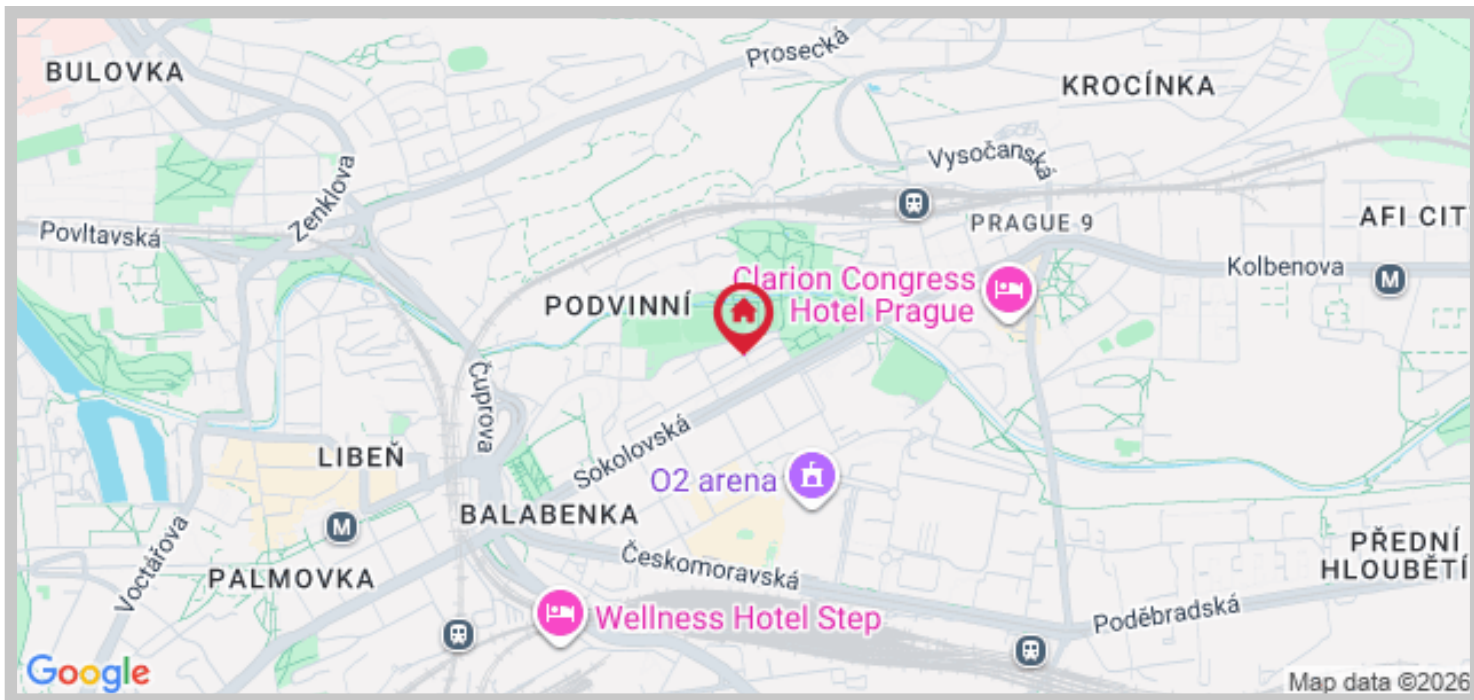 BULOVKA
Prosecká
KROCÍNKA
Vysočanská
Zenklova
PRAGUE 9
AFI CIT
Povltavská
Kolbenova
M
Clarion Congress
Hotel Prague
PODVINNÍ
Čuprova
Sokolovská
LIBEŇ
O2 arena
BALABENKA
M
Českomoravská
PŘEDNÍ
HLOUBĚTÍ
Voctářova
PALMOVKA
Poděbradská
Wellness Hotel Step
Google
Map data ©2026